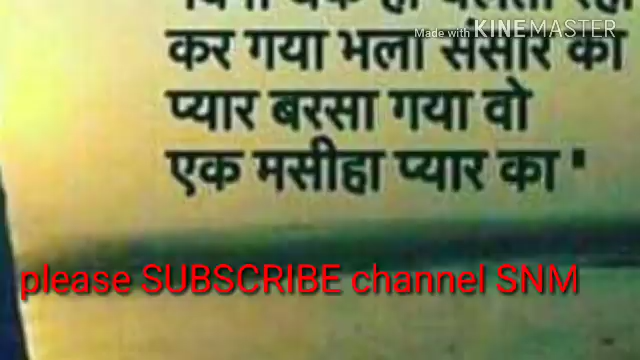 Made with KINEMASTER
कर गया भला संसार का
प्यार बरसा गया वो
एक मसीहा प्यार का "
please SUBSCRIBE channel SNM